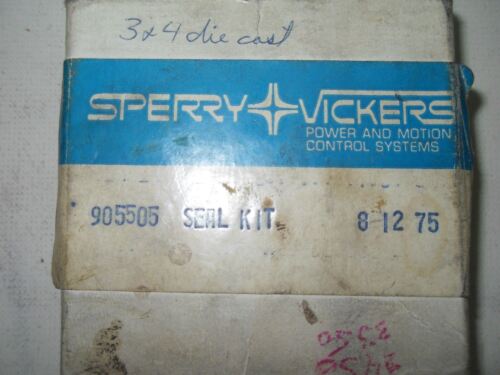 3x4 die cast
SPERRY VICKERS
POWER AND MOTION
CONTROL SYSTEMS
905505 SEAL KIT 8 12 75